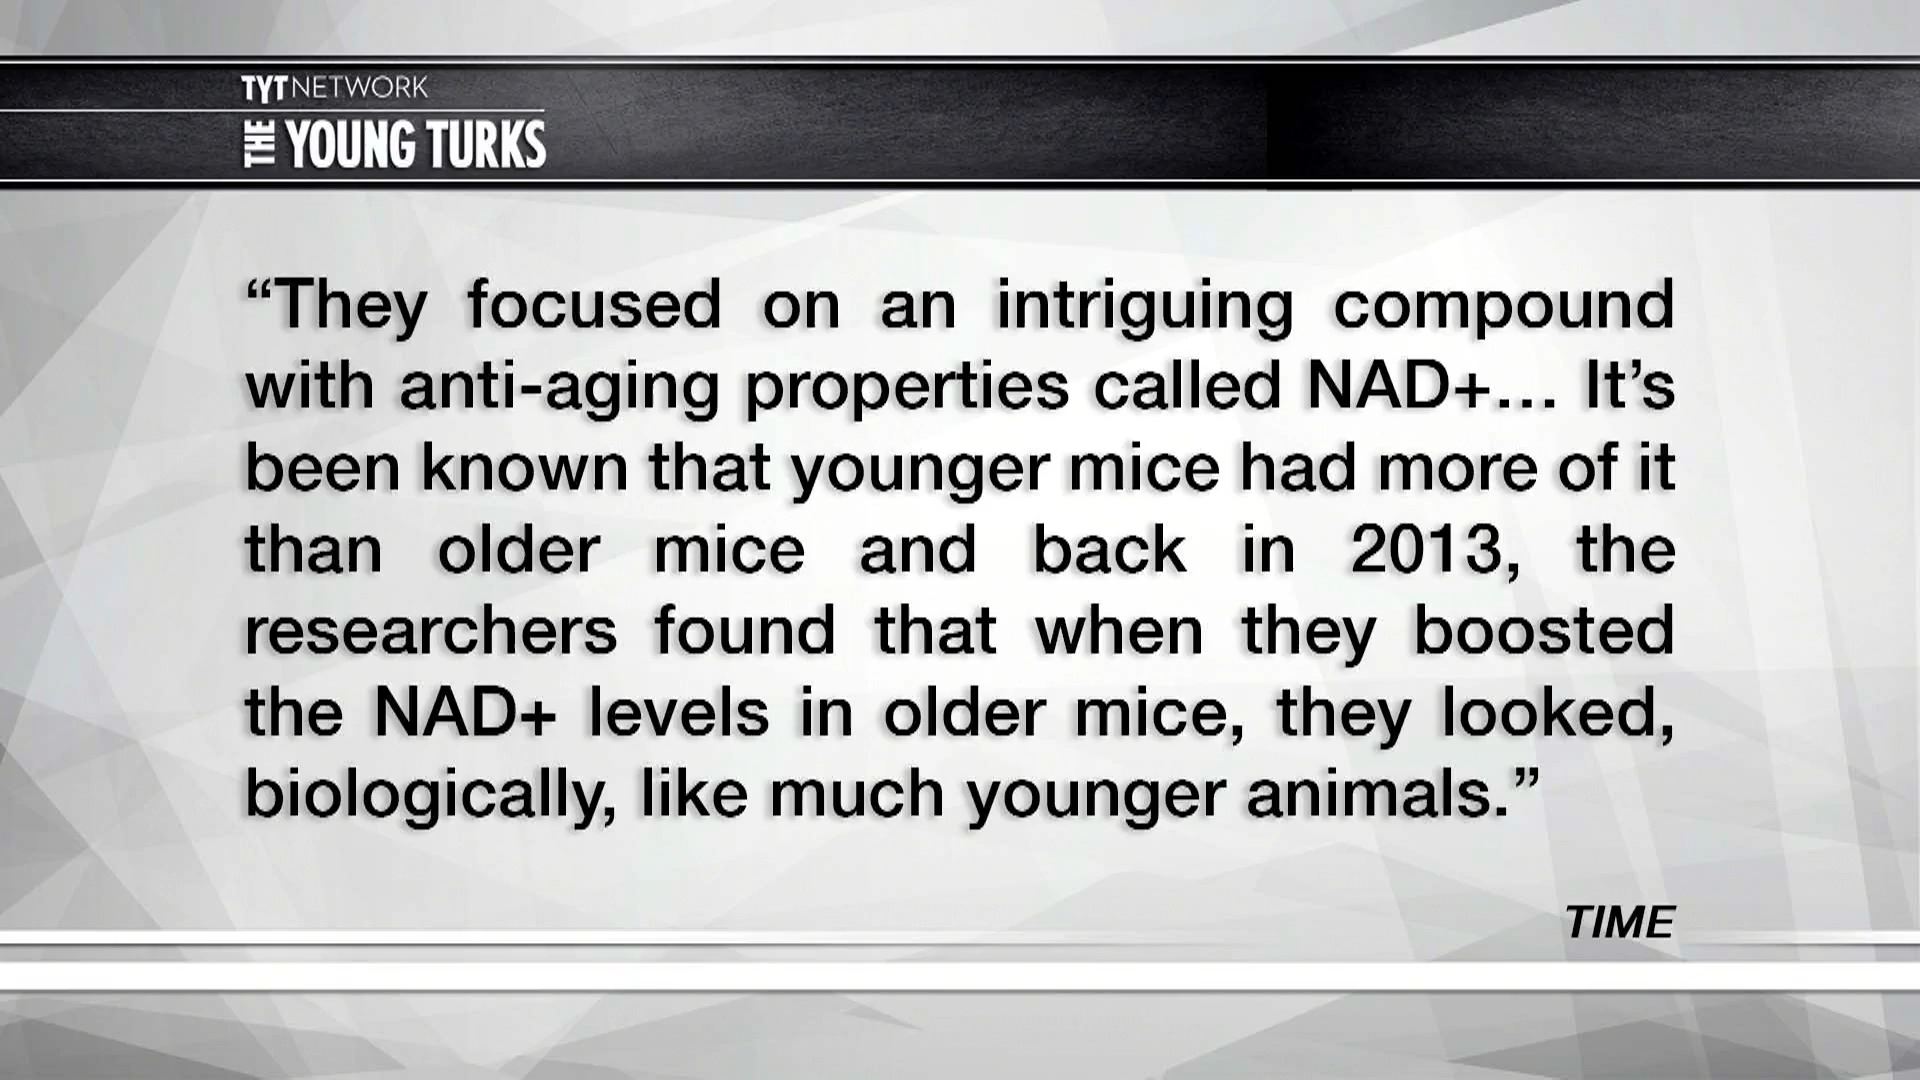 TYTNETWORK
THE YOUNG TURKS
“They focused on an intriguing compound
with anti-aging properties called NAD+… It’s
been known that younger mice had more of it
than older mice and back in 2013, the
researchers found that when they boosted
the NAD+ levels in older mice, they looked,
biologically, like much younger animals.”
TIME